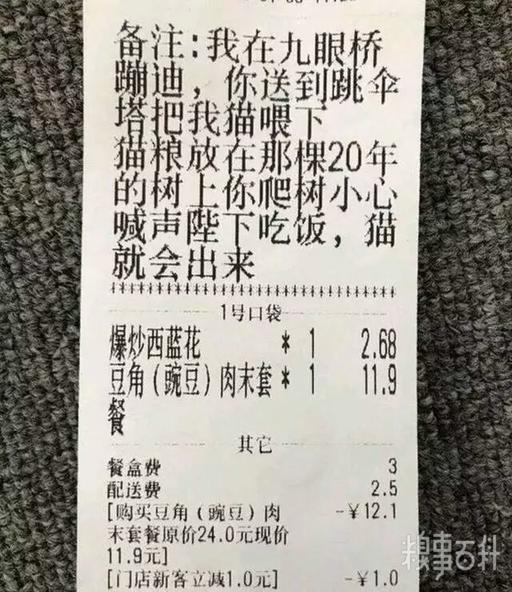 备注:我在九眼桥
蹦迪，你送到跳伞
塔把我猫喂下
猫粮放在那棵20年
的树上你爬树小心
喊声陛下吃饭，猫
就会出来
1号口袋
爆炒西蓝花 * 1 2.68
豆角(豌豆)肉末套 * 1 11.9
餐
其它
餐盒费 3
配送费 2.5
[购买豆角(豌豆)肉 -￥12.1
末套餐原价24.0元现价
11.9元]
[门店新客立减1.0元] -￥1.0
糗事百科